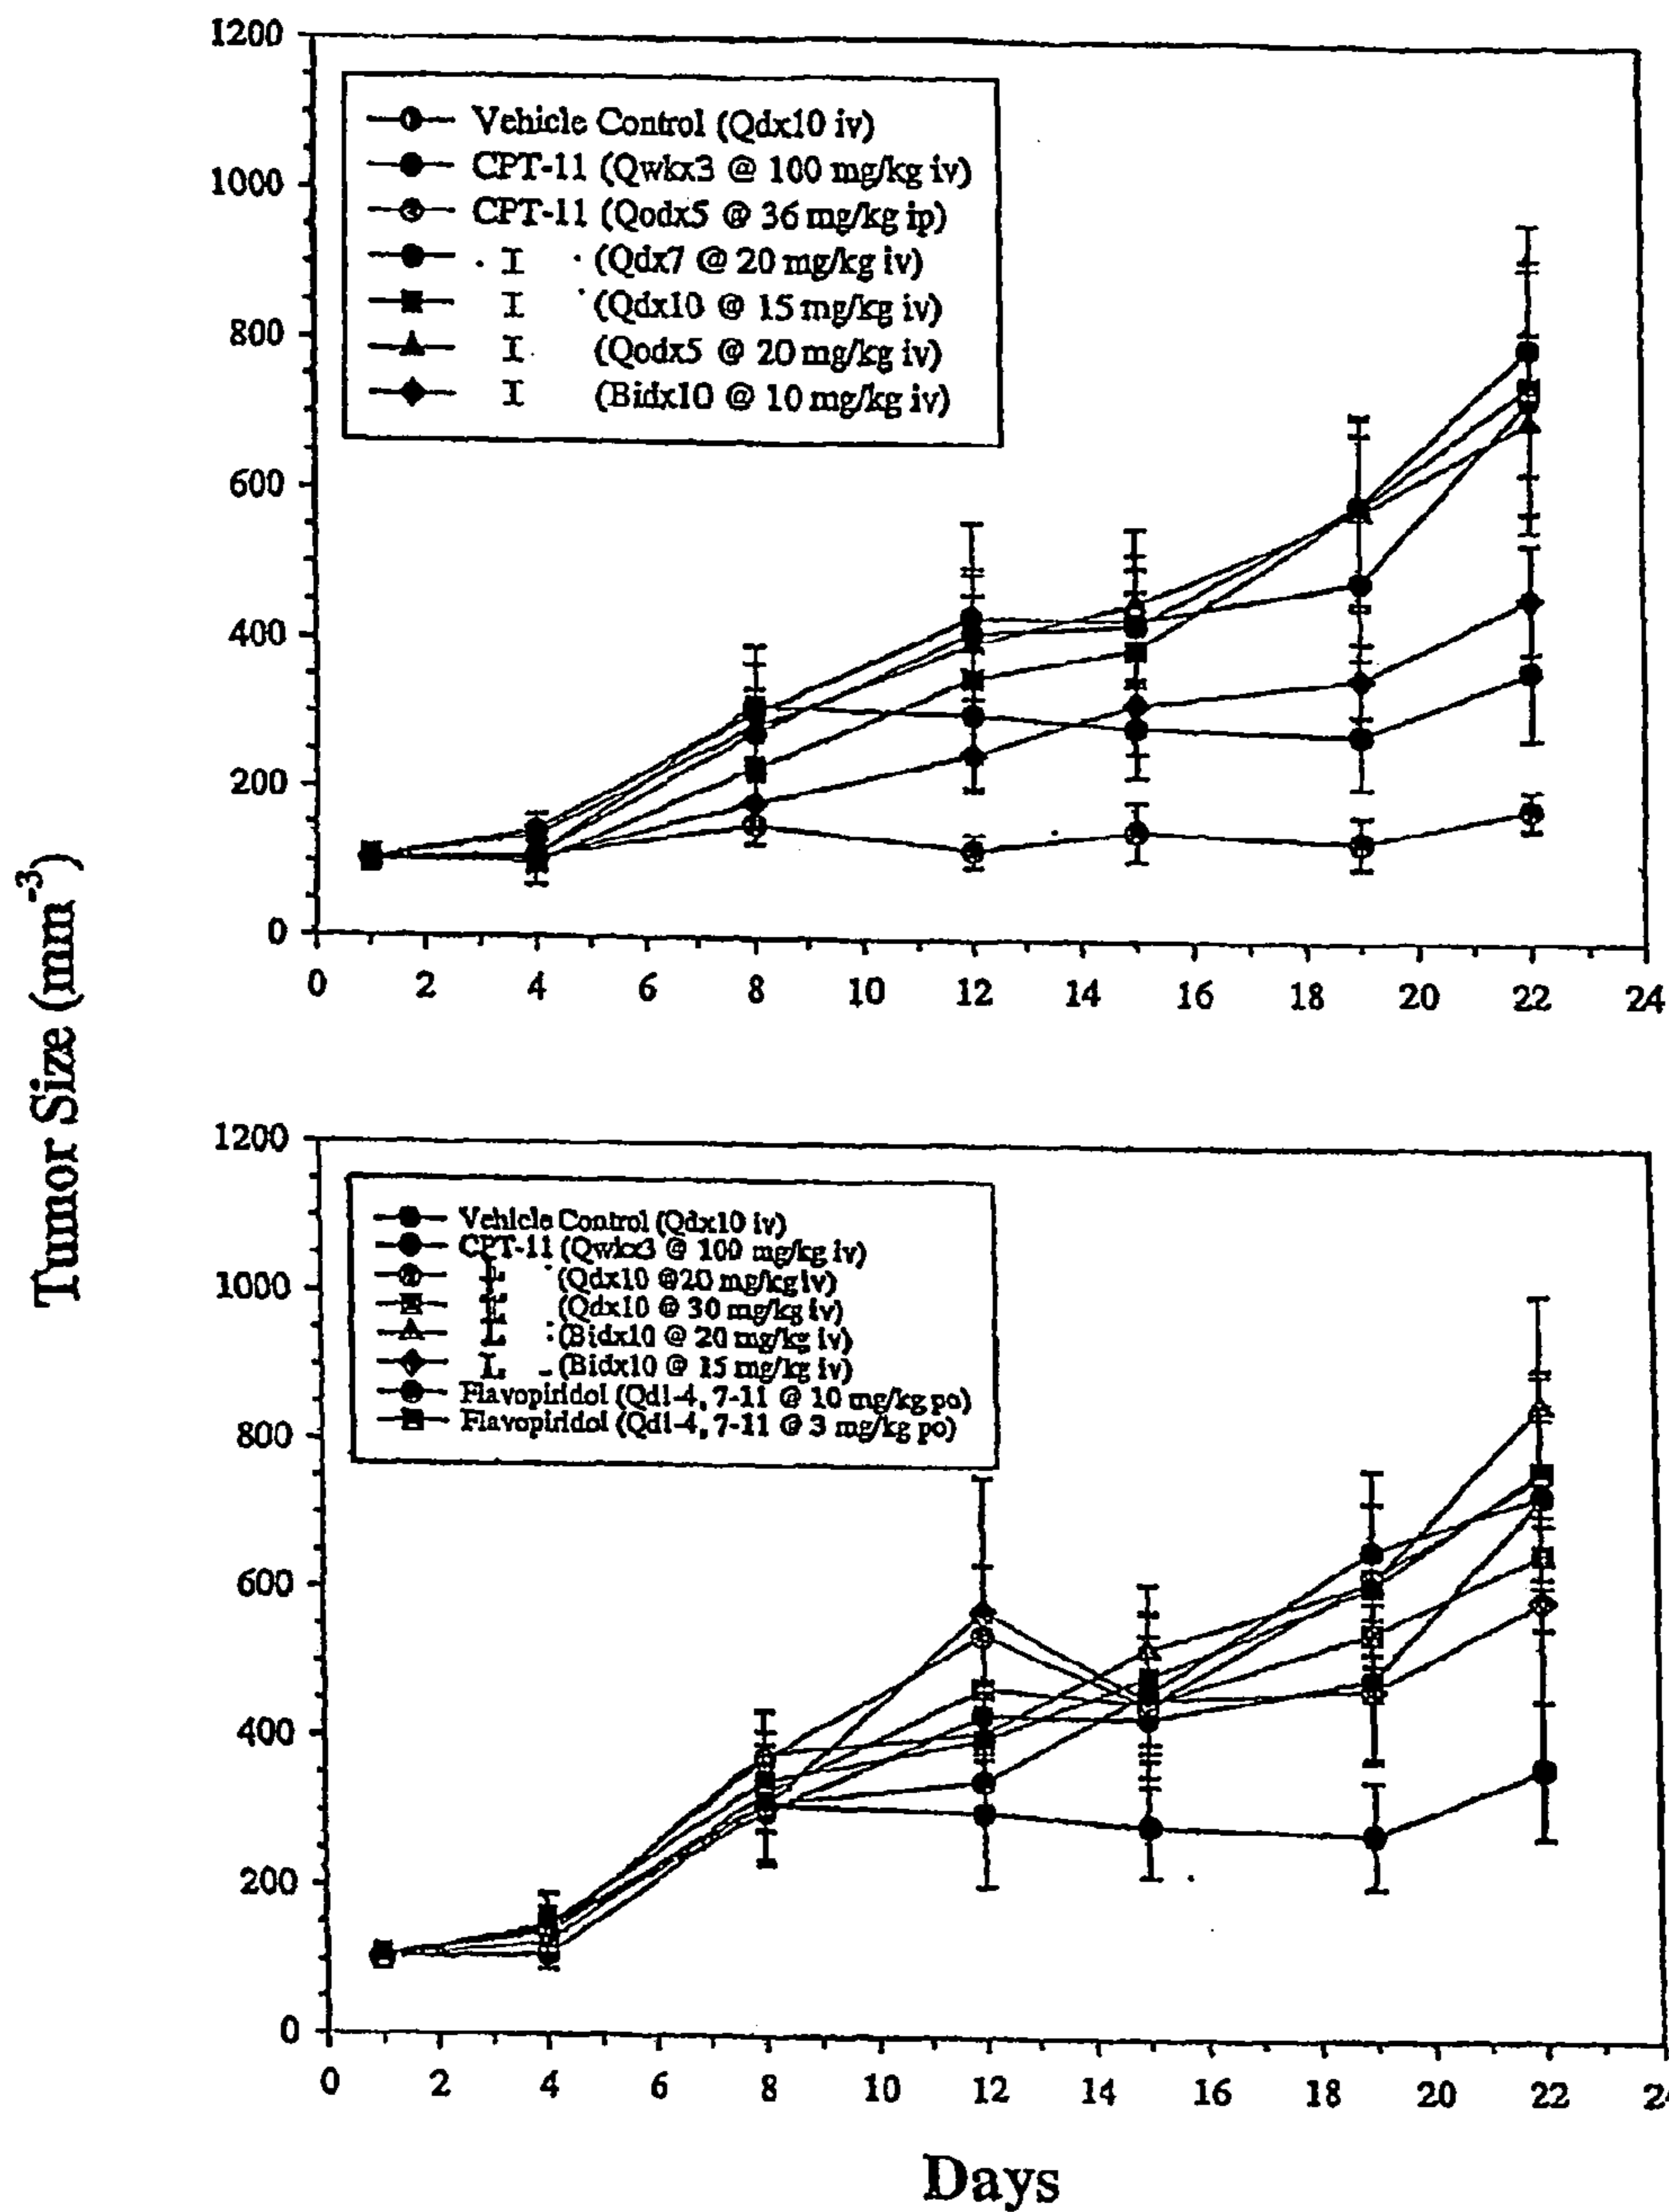 1200
1000
800
600
400
200
0
Vehicle Control (Qdx10 iv)
CPT-11 (Qwkx3 @ 100 mg/kg iv)
CPT-11 (Qodx5 @ 36 mg/kg ip)
I (Qdx7 @ 20 mg/kg iv)
I (Qdx10 @ 15 mg/kg iv)
I (Qodx5 @ 20 mg/kg iv)
I (Bidx10 @ 10 mg/kg iv)
0 2 4 6 8 10 12 14 16 18 20 22 24
Tumor Size (mm⁻³)
1200
1000
800
600
400
200
0
Vehicle Control (Qdx10 iv)
CPT-11 (Qwkx3 @ 100 mg/kg iv)
(Qdx10 @20 mg/kg iv)
(Qdx10 @ 30 mg/kg iv)
(Bidx10 @ 20 mg/kg iv)
(Bidx10 @ 15 mg/kg iv)
Flavopiridol (Qd1-4, 7-11 @ 10 mg/kg po)
Flavopiridol (Qd1-4, 7-11 @ 3 mg/kg po)
0 2 4 6 8 10 12 14 16 18 20 22
Days